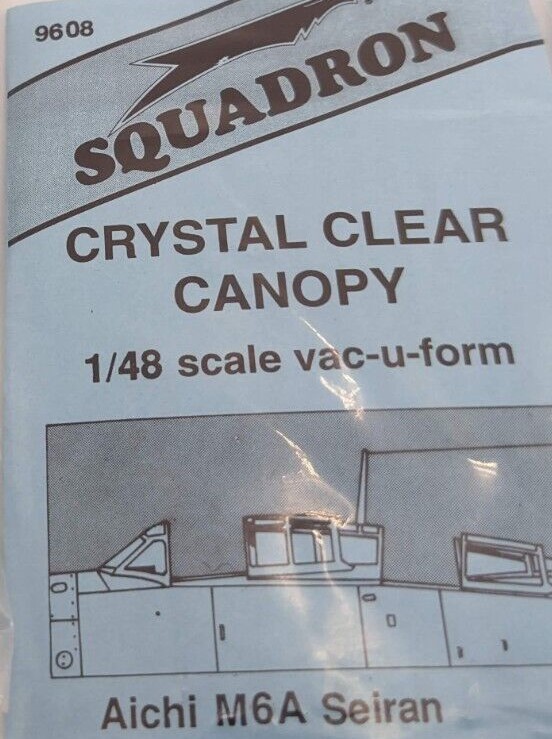 9608
SQUADRON
CRYSTAL CLEAR
CANOPY
1/48 scale vac-u-form
Aichi M6A Seiran